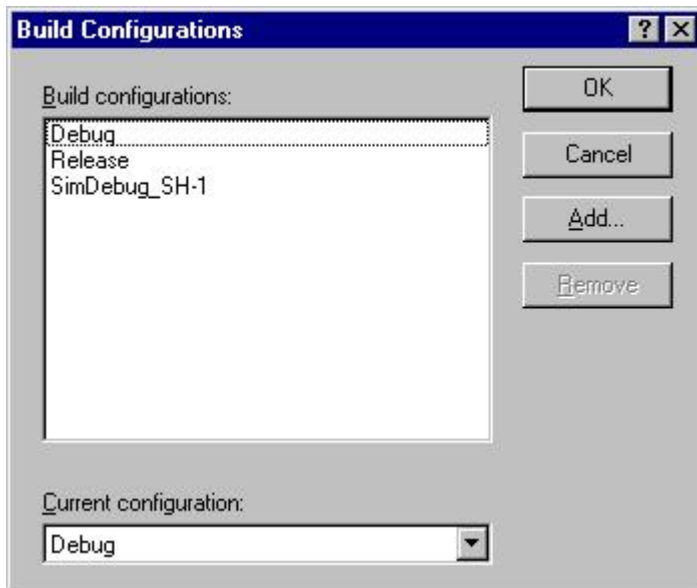 Build Configurations
Build configurations:
Debug
Release
SimDebug_SH-1
OK
Cancel
Add...
Remove
Current configuration:
Debug